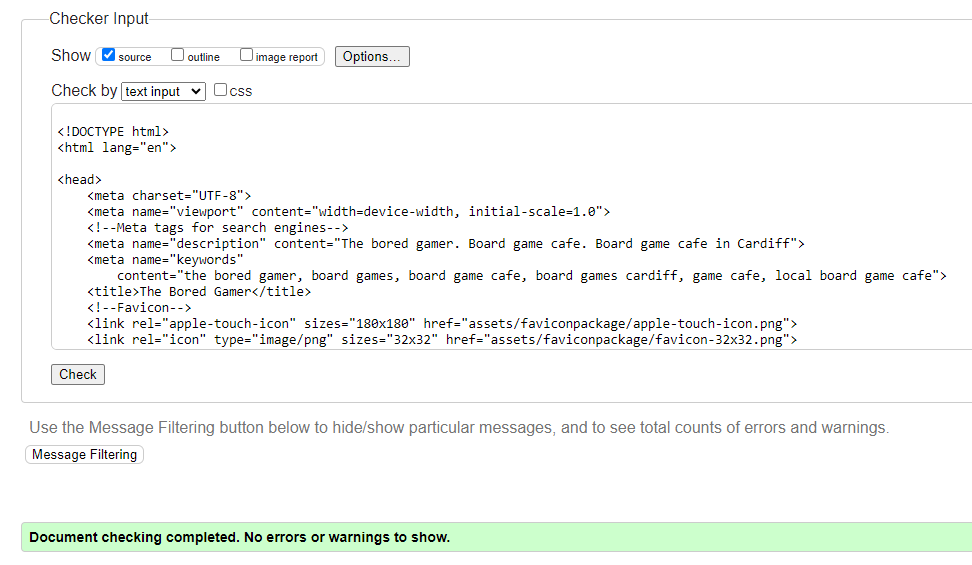 Checker Input
Show source outline image report Options...
Check by text input css
<!DOCTYPE html>
<html lang="en">
<head>
<meta charset="UTF-8">
<meta name="viewport" content="width=device-width, initial-scale=1.0">
<!--Meta tags for search engines-->
<meta name="description" content="The bored gamer. Board game cafe. Board game cafe in Cardiff">
<meta name="keywords"
content="the bored gamer, board games, board game cafe, board games cardiff, game cafe, local board game cafe">
<title>The Bored Gamer</title>
<!--Favicon-->
<link rel="apple-touch-icon" sizes="180x180" href="assets/faviconpackage/apple-touch-icon.png">
<link rel="icon" type="image/png" sizes="32x32" href="assets/faviconpackage/favicon-32x32.png">
Check
Use the Message Filtering button below to hide/show particular messages, and to see total counts of errors and warnings.
Message Filtering
Document checking completed. No errors or warnings to show.